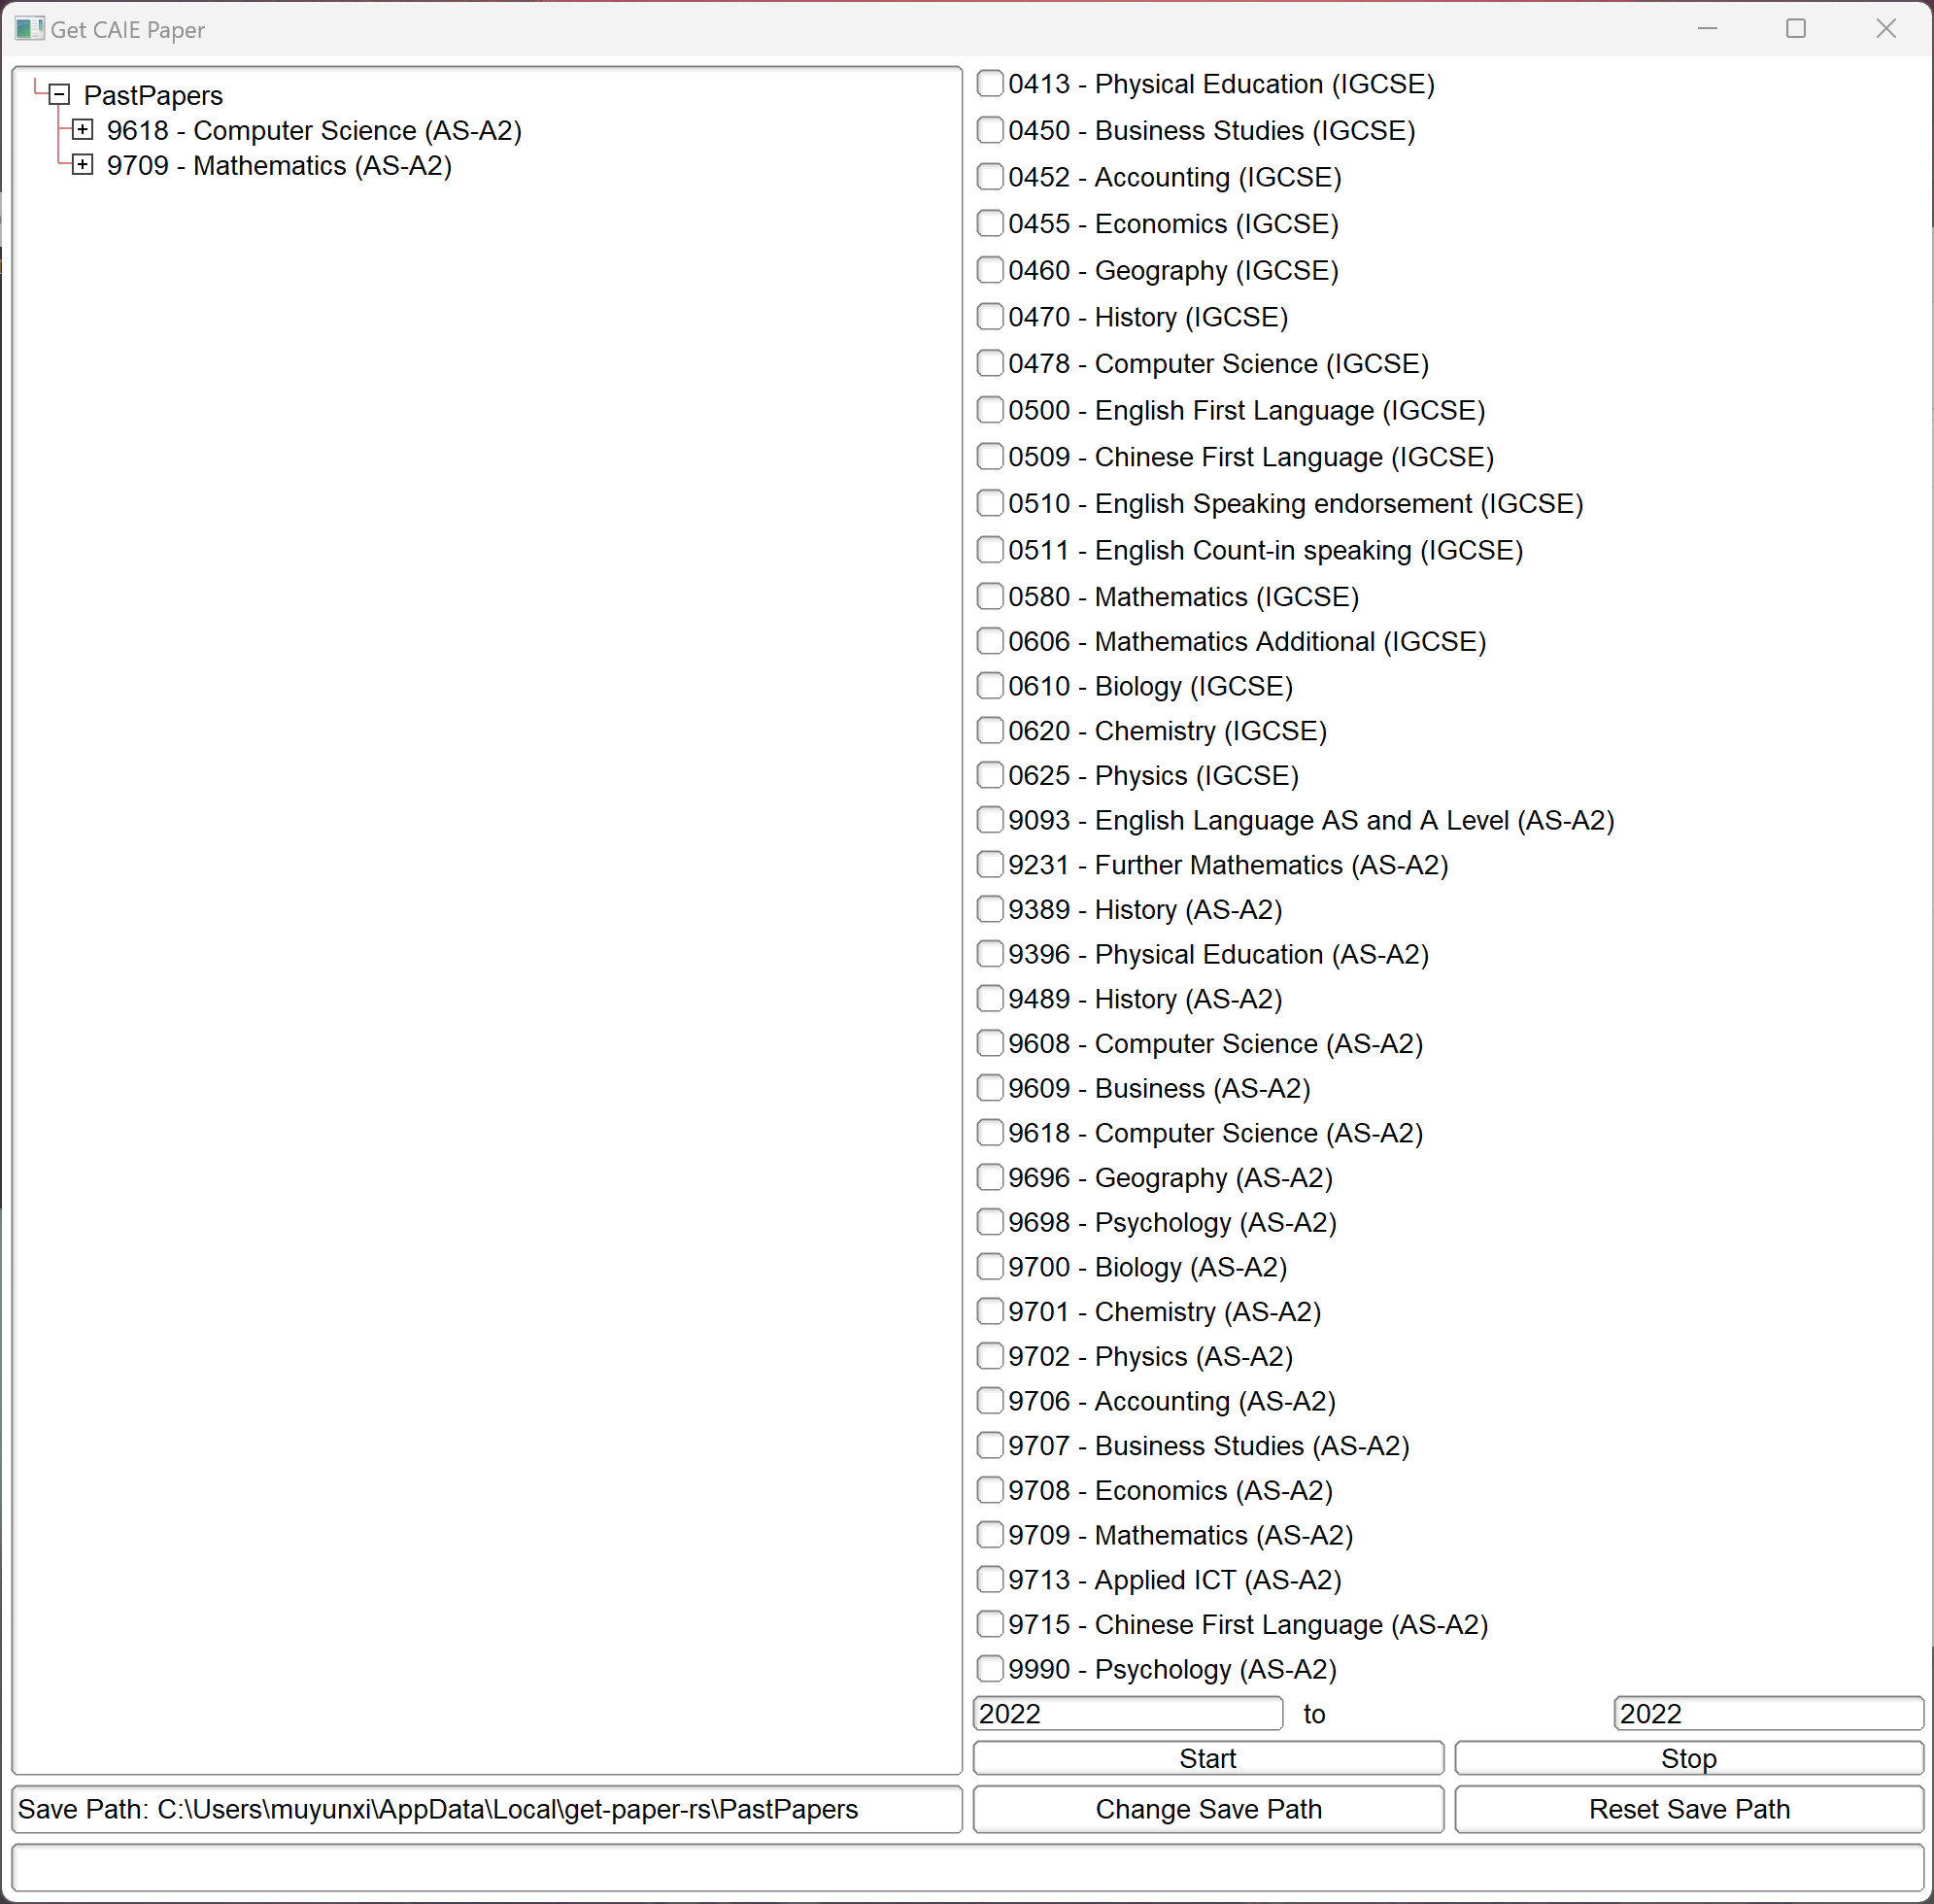 Get CAIE Paper
PastPapers
9618 - Computer Science (AS-A2)
9709 - Mathematics (AS-A2)
0413 - Physical Education (IGCSE)
0450 - Business Studies (IGCSE)
0452 - Accounting (IGCSE)
0455 - Economics (IGCSE)
0460 - Geography (IGCSE)
0470 - History (IGCSE)
0478 - Computer Science (IGCSE)
0500 - English First Language (IGCSE)
0509 - Chinese First Language (IGCSE)
0510 - English Speaking endorsement (IGCSE)
0511 - English Count-in speaking (IGCSE)
0580 - Mathematics (IGCSE)
0606 - Mathematics Additional (IGCSE)
0610 - Biology (IGCSE)
0620 - Chemistry (IGCSE)
0625 - Physics (IGCSE)
9093 - English Language AS and A Level (AS-A2)
9231 - Further Mathematics (AS-A2)
9389 - History (AS-A2)
9396 - Physical Education (AS-A2)
9489 - History (AS-A2)
9608 - Computer Science (AS-A2)
9609 - Business (AS-A2)
9618 - Computer Science (AS-A2)
9696 - Geography (AS-A2)
9698 - Psychology (AS-A2)
9700 - Biology (AS-A2)
9701 - Chemistry (AS-A2)
9702 - Physics (AS-A2)
9706 - Accounting (AS-A2)
9707 - Business Studies (AS-A2)
9708 - Economics (AS-A2)
9709 - Mathematics (AS-A2)
9713 - Applied ICT (AS-A2)
9715 - Chinese First Language (AS-A2)
9990 - Psychology (AS-A2)
2022 to 2022
Start Stop
Save Path: C:\Users\muyunxi\AppData\Local\get-paper-rs\PastPapers Change Save Path Reset Save Path